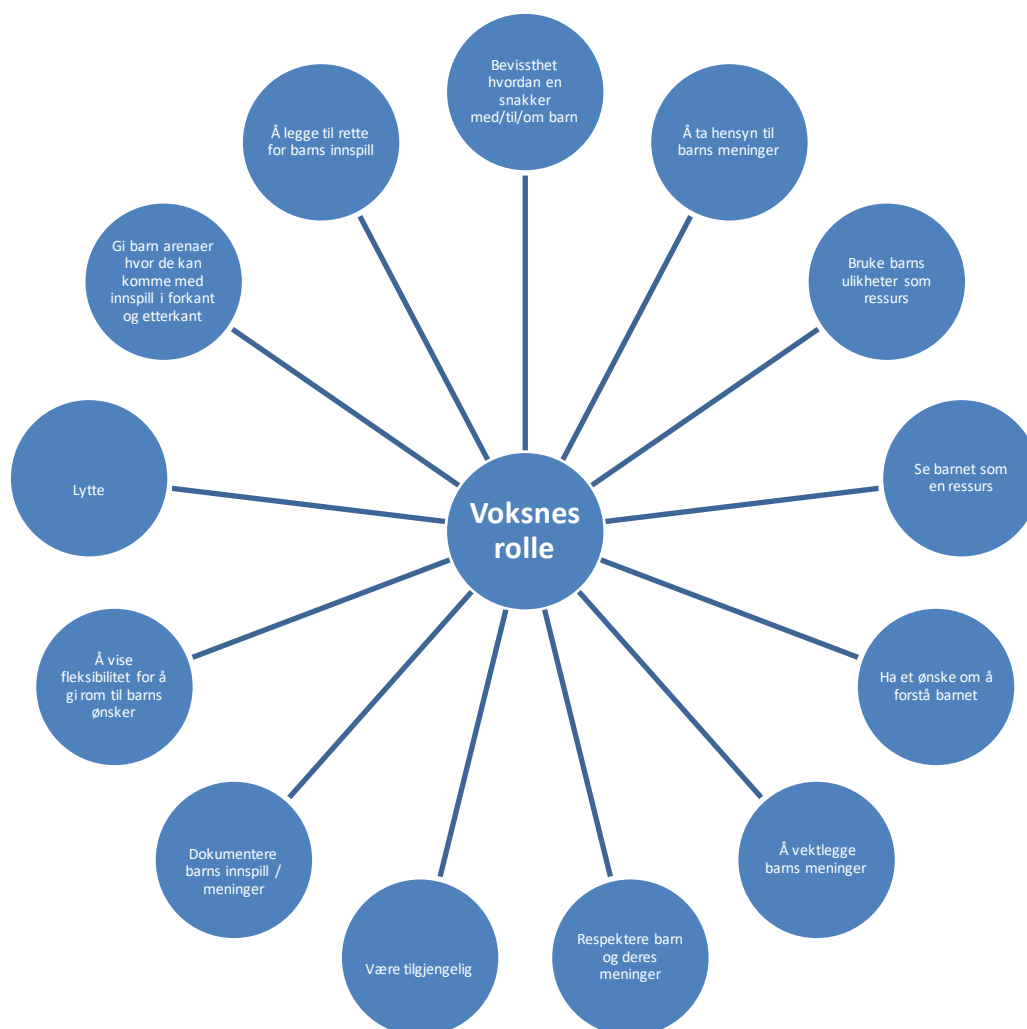 Bevissthet
hvordan en
snakker
med/til/om barn
Å ta hensyn til
barns meninger
Bruke barns
ulikheter som
ressurs
Se barnet som
en ressurs
Ha et ønske om å
forstå barnet
Å vektlegge
barns meninger
Respektere barn
og deres
meninger
Være tilgjengelig
Dokumentere
barns innspill /
meninger
Å vise
fleksibilitet for å
gi rom til barns
ønsker
Lytte
Gi barn arenaer
hvor de kan
komme med
innspill i forkant
og etterkant
Å legge til rette
for barns innspill
Voksnes
rolle